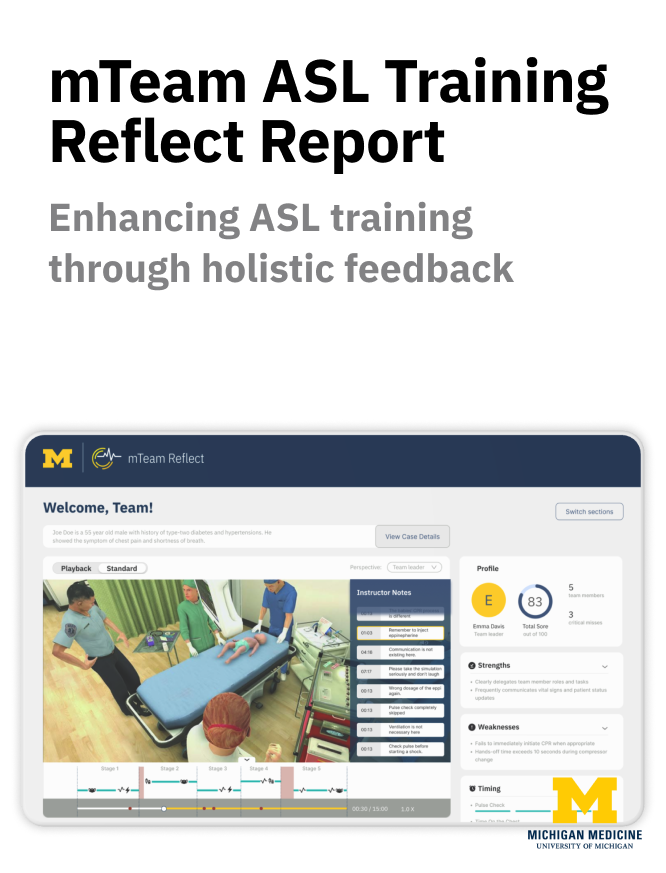 mTeam ASL Training
Reflect Report
Enhancing ASL training
through holistic feedback
M
mTeam Reflect
Welcome, Team!
Switch sections
Joe Doe is a 53 year old male with history of type-two diabetes and hypertensions. He
showed the symptom of chest pain and shortness of breath.
View Case Details
Playback
Standard
Perspective:
Team leader
Instructor Notes
is different
01:03
Remember to inject
eppinepharine
04:18
Communication is not
existing here.
07:17
Please take the simulation
seriously and don't laugh
00:13
Wrong dosage of the eppi
again.
00:13
Pulse check completely
skipped
00:13
Ventilation is not
necessary here
00:13
Check pulse before
starting a shock.
Stage 1
Stage 2
Stage 3
Stage 4
Stage 5
00:20 / 15:00
1,0 X
Profile
E
Emma Davis
Team leader
83
Total Sore
out of 100
5
team members
3
critical misses
Strengths
Clearly delegates team member roles and tasks
Frequently communicates vital signs and patient status
updates
Weaknesses
Fails to immediately initiate CPR when appropriate
Hands-off time exceeds 10 seconds during compressor
change
Timing
Pulse Check
M
MICHIGAN MEDICINE
UNIVERSITY OF MICHIGAN